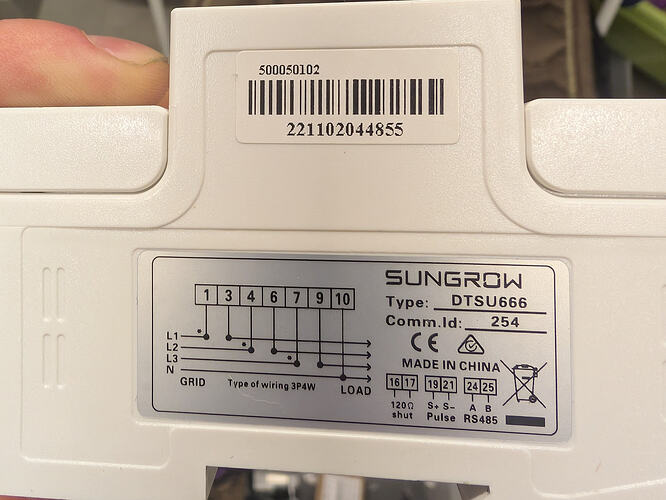 500050102
221102044855
1 3 4 6 7 9 10
L1
L2
L3
N
GRID
Type of wiring 3P4W
LOAD
SUNGROW
Type: DTSU666
Comm.Id: 254
CE
MADE IN CHINA
16 17 19 21 24 25
120Ω S+ S- A B
shut Pulse RS485